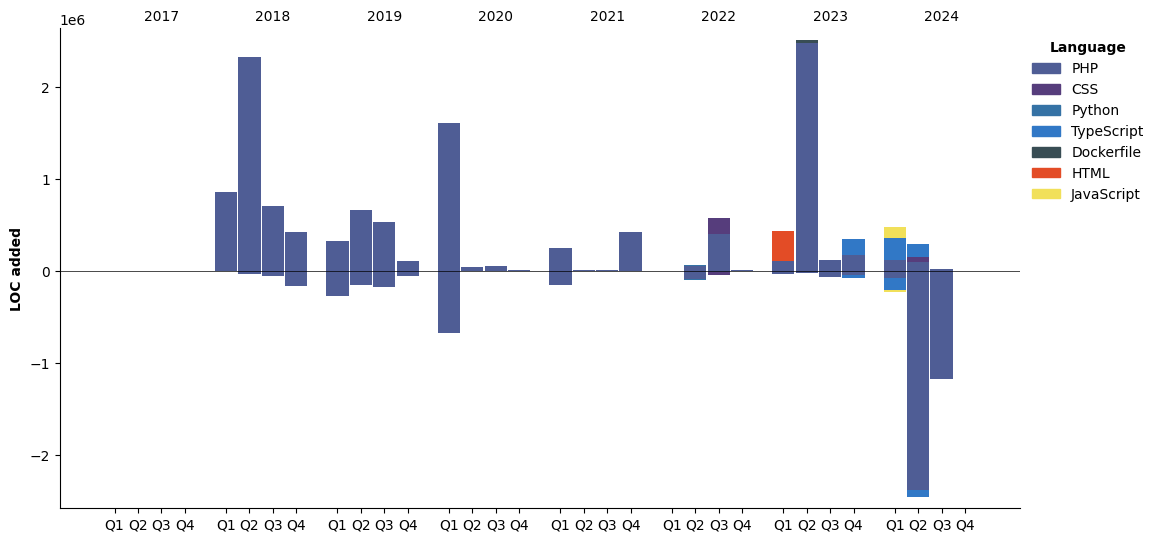 1e6
2017 2018 2019 2020 2021 2022 2023 2024
Language
PHP
CSS
Python
TypeScript
Dockerfile
HTML
JavaScript
LOC added
2
1
0
−1
−2
Q1 Q2 Q3 Q4 Q1 Q2 Q3 Q4 Q1 Q2 Q3 Q4 Q1 Q2 Q3 Q4 Q1 Q2 Q3 Q4 Q1 Q2 Q3 Q4 Q1 Q2 Q3 Q4 Q1 Q2 Q3 Q4